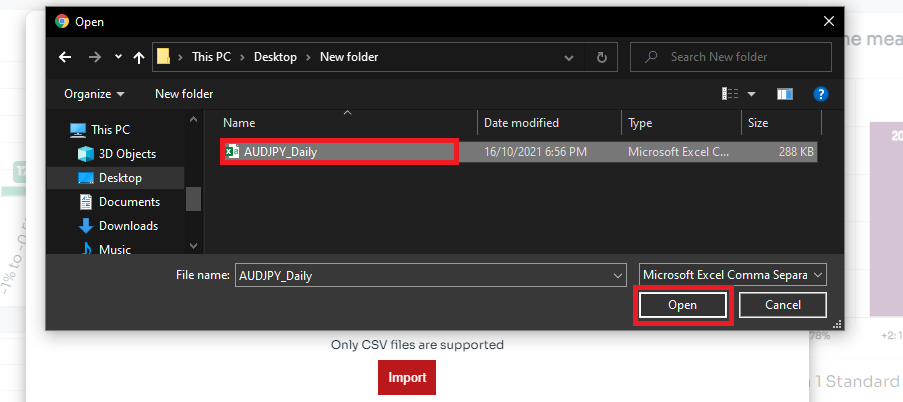 Open
This PC
Desktop
New folder
Search New folder
Organize
New folder
Name
Date modified
Type
Size
This PC
3D Objects
Desktop
Documents
Downloads
Music
AUDJPY_Daily
16/10/2021 6:56 PM
Microsoft Excel C...
288 KB
File name:
AUDJPY_Daily
Microsoft Excel Comma Separa
Open
Cancel
Only CSV files are supported
Import
-1% to -0.5
ne mea
20
78%
+2: 1
1 Standard